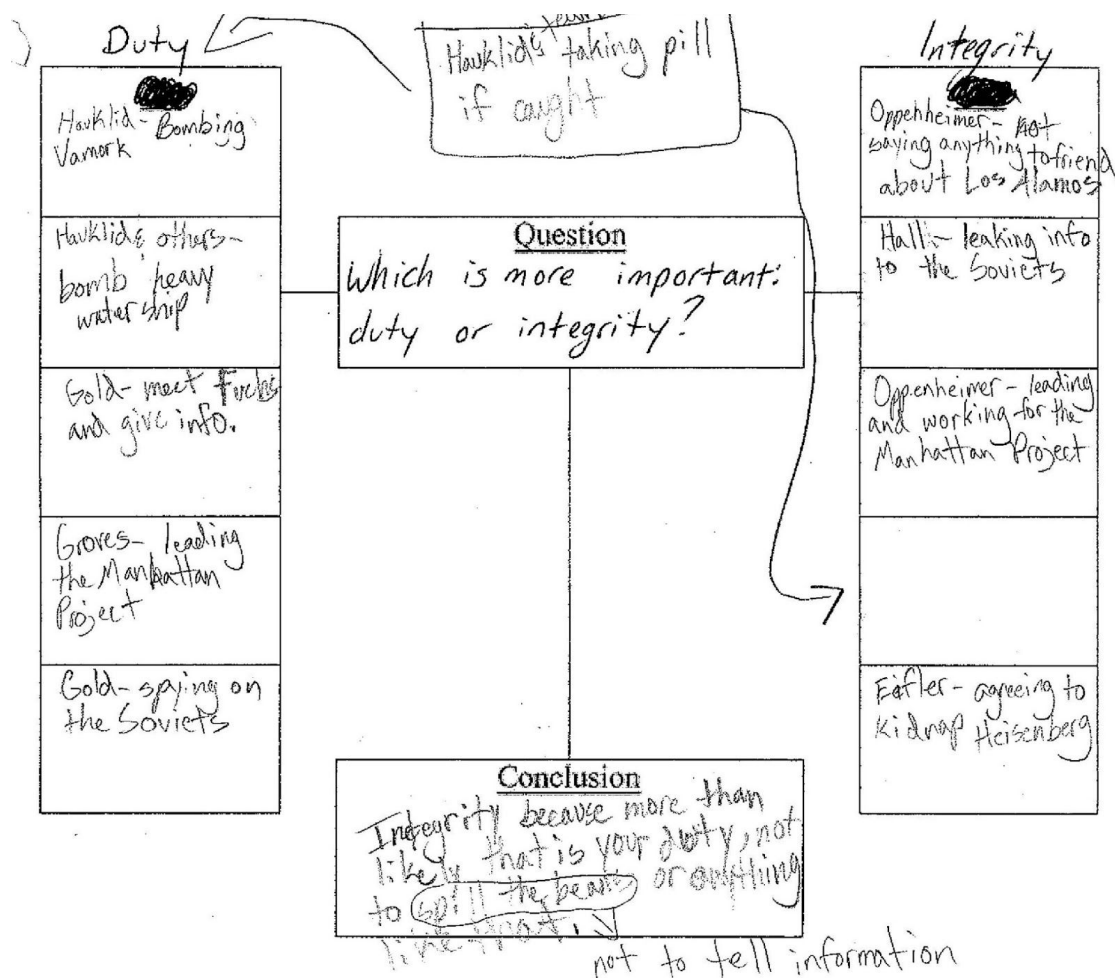 Duty
Hauklid's taking pill
if caught
Integrity
Hauklid- Bombing
Vamork
Hauklid & others-
bomb heavy
water ship
Gold- meet Fuchs
and give info.
Groves- leading
the Manhattan
Project
Gold- spying on
the Soviets
Question
Which is more important:
duty or integrity?
Oppenheimer- not
saying anything to friend
about Los Alamos
Hall- leaking info
to the Soviets
Oppenheimer- leading
and working for the
Manhattan Project
Eifler- agreeing to
kidnap Heisenberg
Conclusion
Integrity because more than
likely that is your duty, not
to spill the beans or anything
like that.
not to tell information